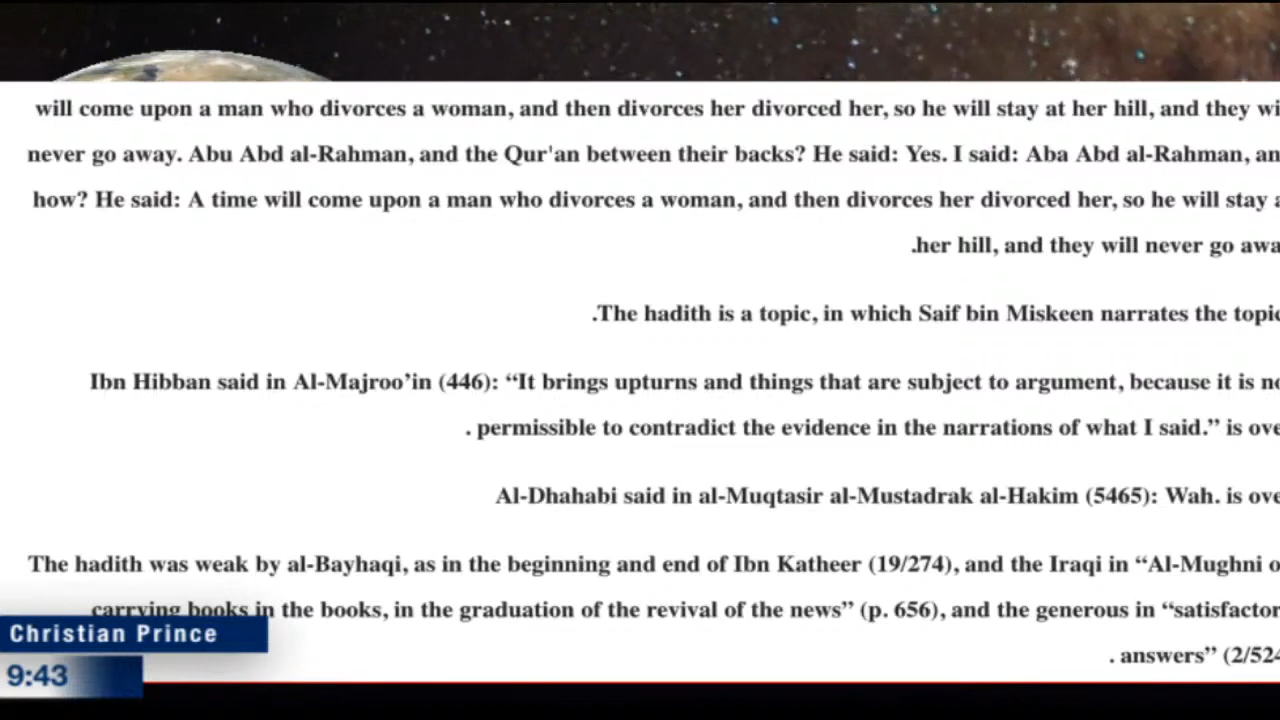 will come upon a man who divorces a woman, and then divorces her divorced her, so he will stay at her hill, and they wi
never go away. Abu Abd al-Rahman, and the Qur'an between their backs? He said: Yes. I said: Aba Abd al-Rahman, an
how? He said: A time will come upon a man who divorces a woman, and then divorces her divorced her, so he will stay a
.her hill, and they will never go awa
.The hadith is a topic, in which Saif bin Miskeen narrates the topic
Ibn Hibban said in Al-Majroo’in (446): “It brings upturns and things that are subject to argument, because it is no
. permissible to contradict the evidence in the narrations of what I said.” is ove
Al-Dhahabi said in al-Muqtasir al-Mustadrak al-Hakim (5465): Wah. is ove
The hadith was weak by al-Bayhaqi, as in the beginning and end of Ibn Katheer (19/274), and the Iraqi in “Al-Mughni o
carrying books in the books, in the graduation of the revival of the news” (p. 656), and the generous in “satisfactor
. answers” (2/524
Christian Prince
9:43